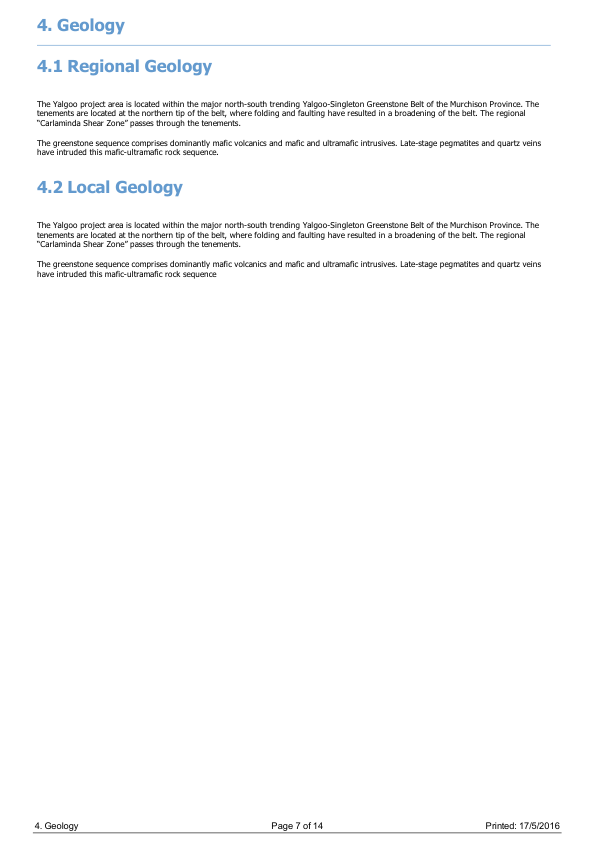 4. Geology
4.1 Regional Geology
The Yalgoo project area is located within the major north-south trending Yalgoo-Singleton Greenstone Belt of the Murchison Province. The
tenements are located at the northern tip of the belt, where folding and faulting have resulted in a broadening of the belt. The regional
“Carlaminda Shear Zone” passes through the tenements.
The greenstone sequence comprises dominantly mafic volcanics and mafic and ultramafic intrusives. Late-stage pegmatites and quartz veins
have intruded this mafic-ultramafic rock sequence.
4.2 Local Geology
The Yalgoo project area is located within the major north-south trending Yalgoo-Singleton Greenstone Belt of the Murchison Province. The
tenements are located at the northern tip of the belt, where folding and faulting have resulted in a broadening of the belt. The regional
“Carlaminda Shear Zone” passes through the tenements.
The greenstone sequence comprises dominantly mafic volcanics and mafic and ultramafic intrusives. Late-stage pegmatites and quartz veins
have intruded this mafic-ultramafic rock sequence
4. Geology Page 7 of 14 Printed: 17/5/2016